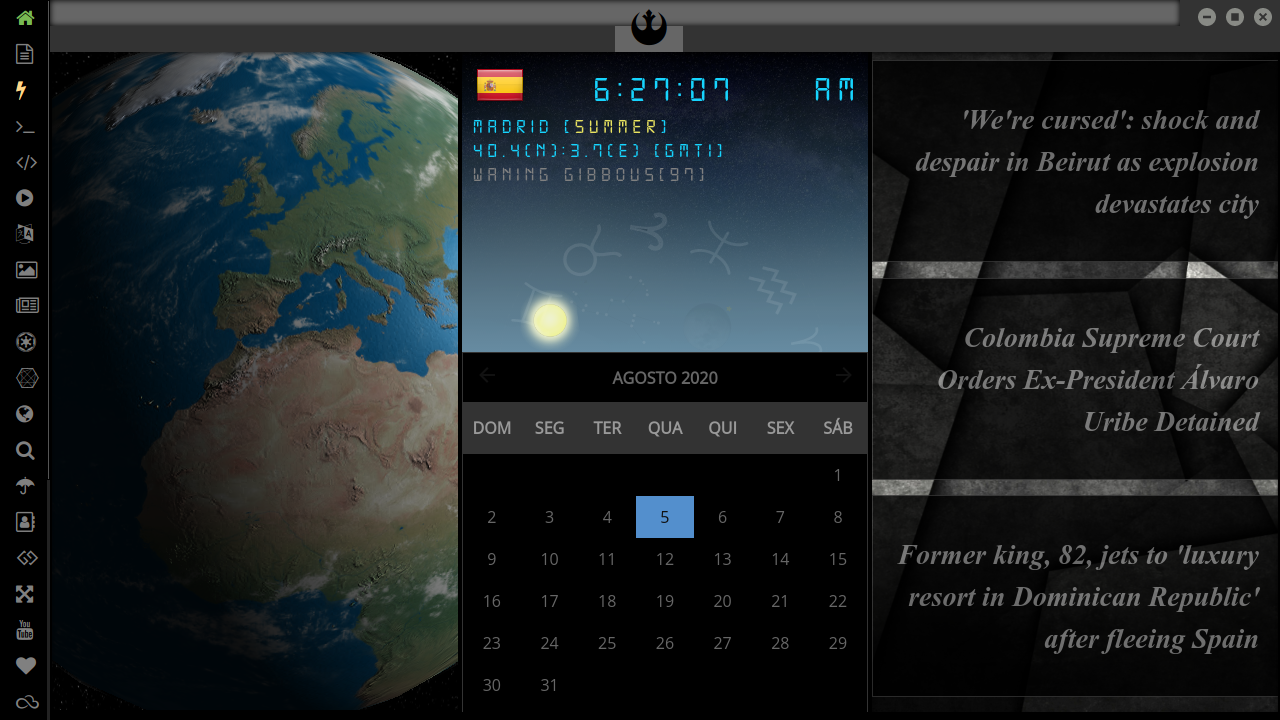 6:27:07 AM
MADRID [SUMMER]
40.4(N):3.7(E) [GMT1]
WANING GIBBOUS[97]
AGOSTO 2020
DOM SEG TER QUA QUI SEX SÁB
1
2 3 4 5 6 7 8
9 10 11 12 13 14 15
16 17 18 19 20 21 22
23 24 25 26 27 28 29
30 31
'We're cursed': shock and
despair in Beirut as explosion
devastates city
Colombia Supreme Court
Orders Ex-President Álvaro
Uribe Detained
Former king, 82, jets to 'luxury
resort in Dominican Republic'
after fleeing Spain
You
Tube